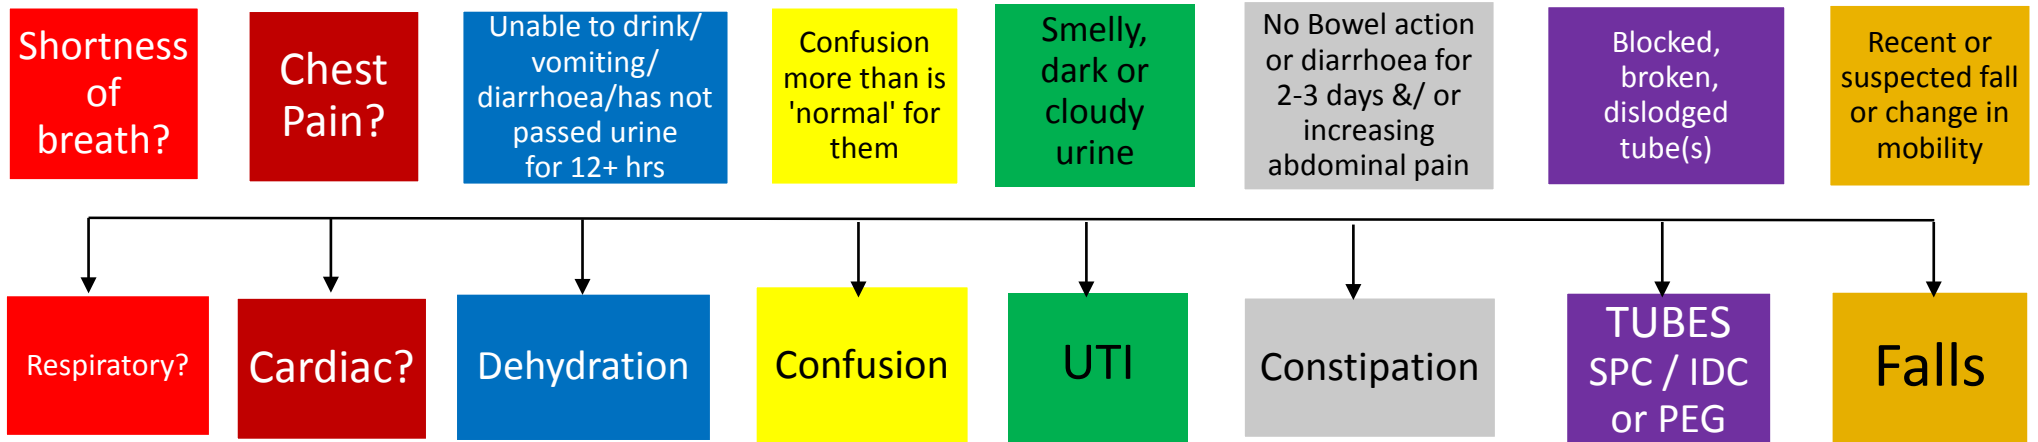 Shortness
of
breath?
Chest
Pain?
Unable to drink/
vomiting/
diarrhoea/has not
passed urine
for 12+ hrs
Confusion
more than is
'normal' for
them
Smelly,
dark or
cloudy
urine
No Bowel action
or diarrhoea for
2-3 days &/ or
increasing
abdominal pain
Blocked,
broken,
dislodged
tube(s)
Recent or
suspected fall
or change in
mobility
Respiratory?
Cardiac?
Dehydration
Confusion
UTI
Constipation
TUBES
SPC / IDC
or PEG
Falls